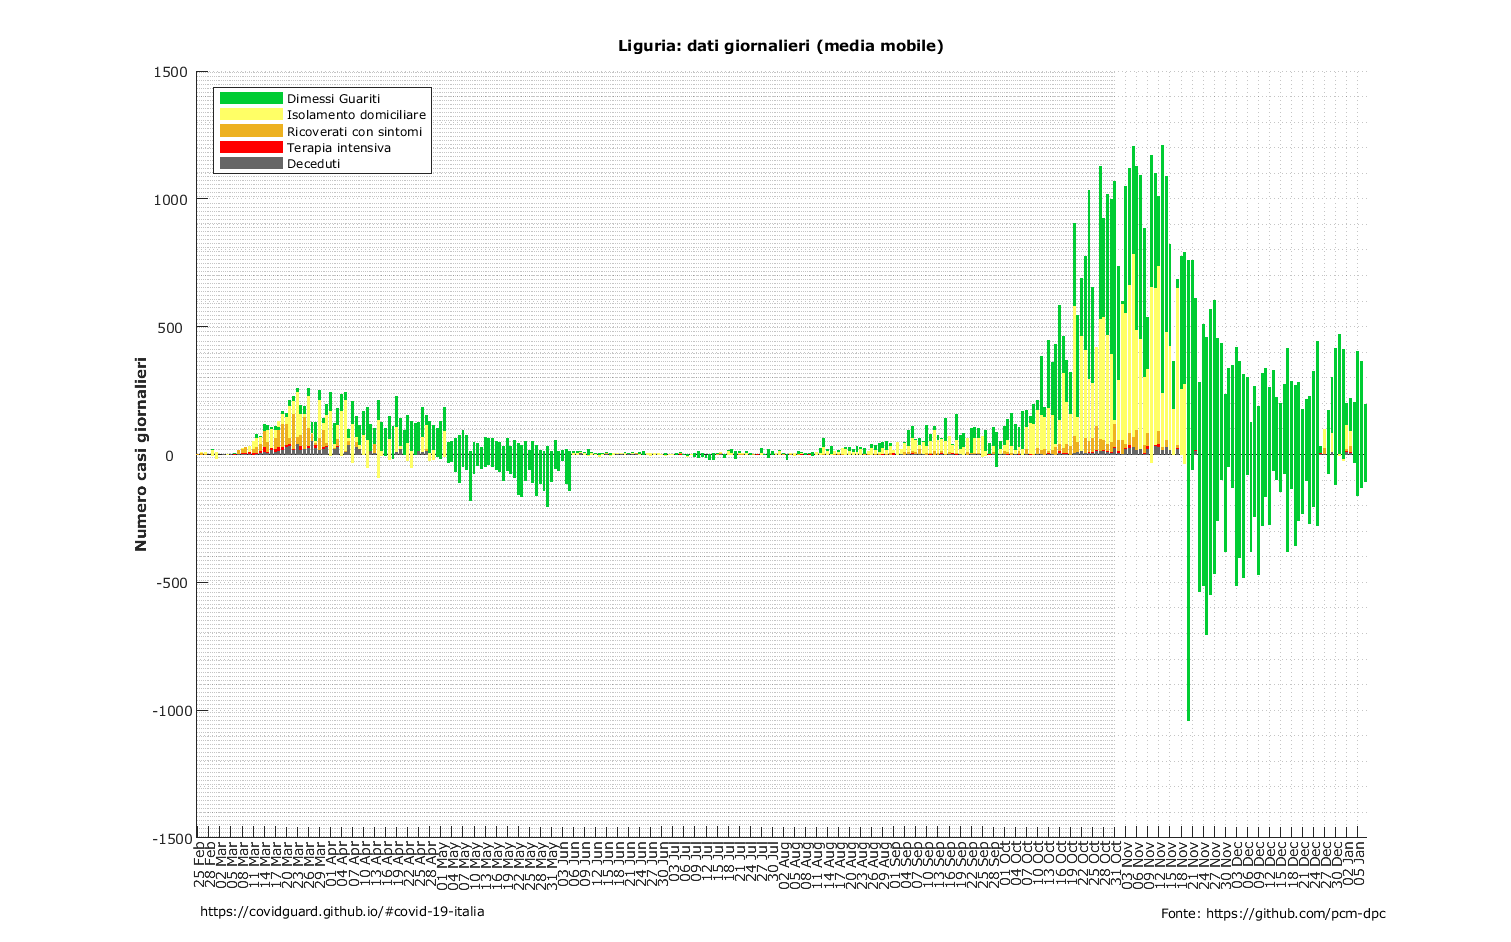 Liguria: dati giornalieri (media mobile)
1500
1000
500
0
-500
-1000
-1500
Numero casi giornalieri
Dimessi Guariti
Isolamento domiciliare
Ricoverati con sintomi
Terapia intensiva
Deceduti
25 Feb
28 Feb
02 Mar
05 Mar
08 Mar
11 Mar
14 Mar
17 Mar
20 Mar
23 Mar
26 Mar
29 Mar
01 Apr
04 Apr
07 Apr
10 Apr
13 Apr
16 Apr
19 Apr
22 Apr
25 Apr
28 Apr
01 May
04 May
07 May
10 May
13 May
16 May
19 May
22 May
25 May
28 May
31 May
03 Jun
06 Jun
09 Jun
12 Jun
15 Jun
18 Jun
21 Jun
24 Jun
27 Jun
30 Jun
03 Jul
06 Jul
09 Jul
12 Jul
15 Jul
18 Jul
21 Jul
24 Jul
27 Jul
30 Jul
02 Aug
05 Aug
08 Aug
11 Aug
14 Aug
17 Aug
20 Aug
23 Aug
26 Aug
29 Aug
01 Sep
04 Sep
07 Sep
10 Sep
13 Sep
16 Sep
19 Sep
22 Sep
25 Sep
28 Sep
01 Oct
04 Oct
07 Oct
10 Oct
13 Oct
16 Oct
19 Oct
22 Oct
25 Oct
28 Oct
31 Oct
03 Nov
06 Nov
09 Nov
12 Nov
15 Nov
18 Nov
21 Nov
24 Nov
27 Nov
30 Nov
03 Dec
06 Dec
09 Dec
12 Dec
15 Dec
18 Dec
21 Dec
24 Dec
27 Dec
30 Dec
02 Jan
05 Jan
https://covidguard.github.io/#covid-19-italia
Fonte: https://github.com/pcm-dpc